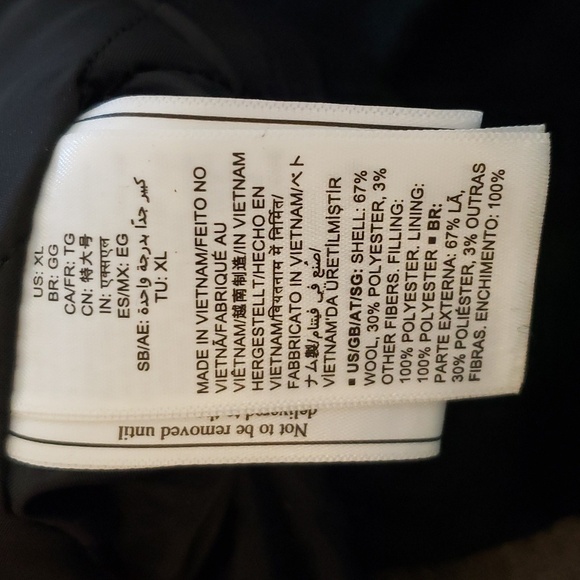 US: XL
BR: GG
CA/FR: TG
CN: 特大号
IN: एक्सएल
ES/MX: EG
SB/AE: كبير جداً بدرجة واحدة
TU: XL
MADE IN VIETNAM/FEITO NO
VIETNÃ/FABRIQUÉ AU
VIÊTNAM/越南制造/IN VIETNAM
HERGESTELLT/HECHO EN
VIETNAM/वियतनाम में निर्मित/
FABBRICATO IN VIETNAM/ベト
ナム製/صُنع في فيتنام/
VİETNAM'DA ÜRETİLMİŞTİR
■ US/GB/AT/SG: SHELL: 67%
WOOL, 30% POLYESTER, 3%
OTHER FIBERS. FILLING:
100% POLYESTER. LINING:
100% POLYESTER ■ BR:
PARTE EXTERNA: 67% LÃ,
30% POLIÉSTER, 3% OUTRAS
FIBRAS. ENCHIMENTO: 100%
Not to be removed until
delivered to